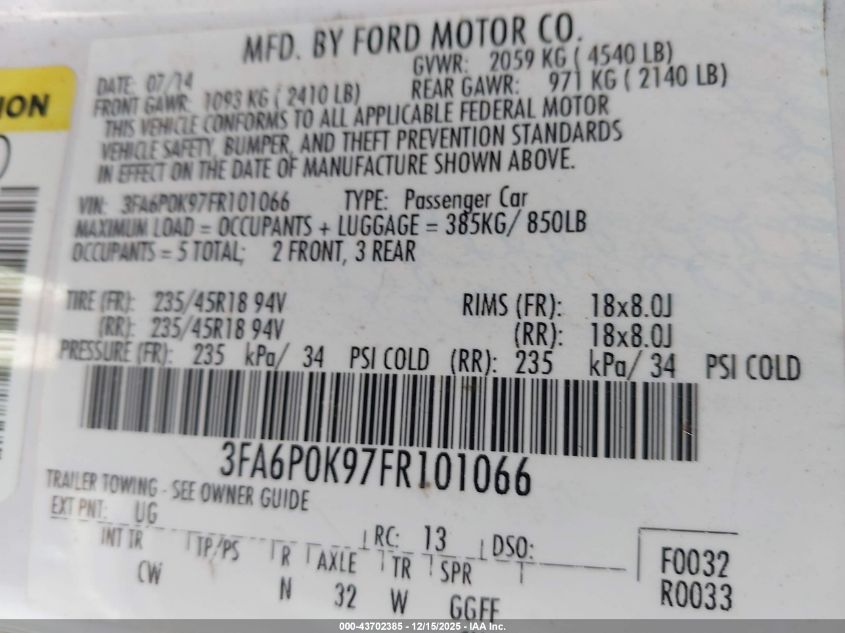 MFD. BY FORD MOTOR CO.
DATE: 07/14 GVWR: 2059 KG ( 4540 LB)
FRONT GAWR: 1093 KG ( 2410 LB) REAR GAWR: 971 KG ( 2140 LB)
THIS VEHICLE CONFORMS TO ALL APPLICABLE FEDERAL MOTOR
VEHICLE SAFETY, BUMPER, AND THEFT PREVENTION STANDARDS
IN EFFECT ON THE DATE OF MANUFACTURE SHOWN ABOVE.
VIN: 3FA6P0K97FR101066 TYPE: Passenger Car
MAXIMUM LOAD = OCCUPANTS + LUGGAGE = 385KG/ 850LB
OCCUPANTS = 5 TOTAL; 2 FRONT, 3 REAR
TIRE (FR): 235/45R18 94V RIMS (FR): 18x8.0J
(RR): 235/45R18 94V (RR): 18x8.0J
PRESSURE (FR): 235 kPa/ 34 PSI COLD (RR): 235 kPa/ 34 PSI COLD
3FA6P0K97FR101066
TRAILER TOWING - SEE OWNER GUIDE
EXT PNT: UG RC: 13 DSO:
INT TR TP/PS R AXLE TR SPR F0032
CW N 32 W GGFF R0033
ION
000-43702385 - 12/15/2025 - IAA Inc.